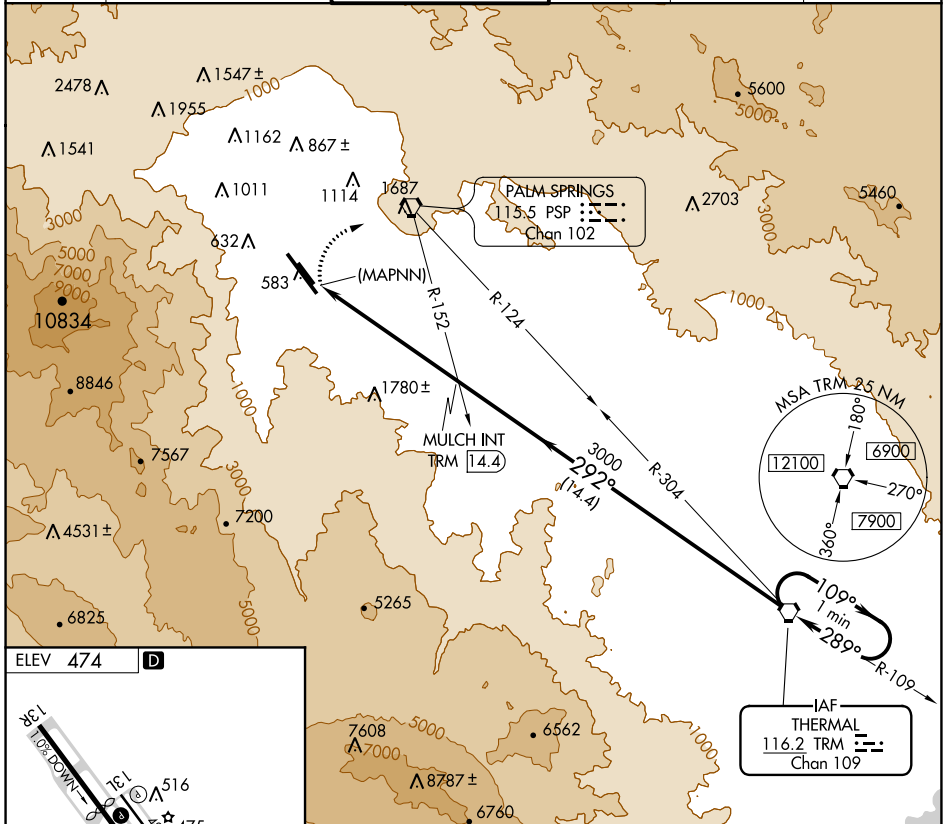 1547±
2478
1000
1955
5600
5000
1162
867 ±
1541
1687
PALM SPRINGS
115.5 PSP
Chan 102
1011
1114
2703
5460
3000
3000
632
5000
7000
9000
583
(MAPNN)
10834
R-152
R-124
1000
8846
1780±
1000
MSA TRM 25 NM
180°
MULCH INT
TRM 14.4
3000
292°
(14.4)
R-304
12100
6900
270°
7900
360°
7567
3000
7200
4531±
109°
1 min
289°
R-109
6825
5265
5000
ELEV 474 D
IAF
THERMAL
116.2 TRM
Chan 109
13R
1.0% DOWN
13L
516
7608
5000
7000
6562
1000
8787±
6760